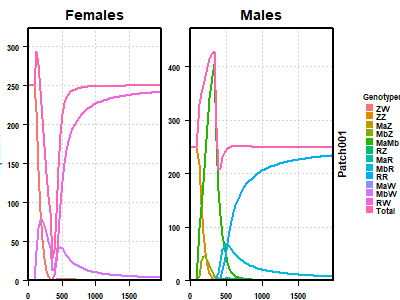 Females
Males
300
250
200
150
100
50
0
0
500
1000
1500
400
300
200
100
0
0
500
1000
1500
Patch001
Genotype
ZW
ZZ
MaZ
MbZ
MaMb
RZ
MaR
MbR
RR
MaW
MbW
RW
Total